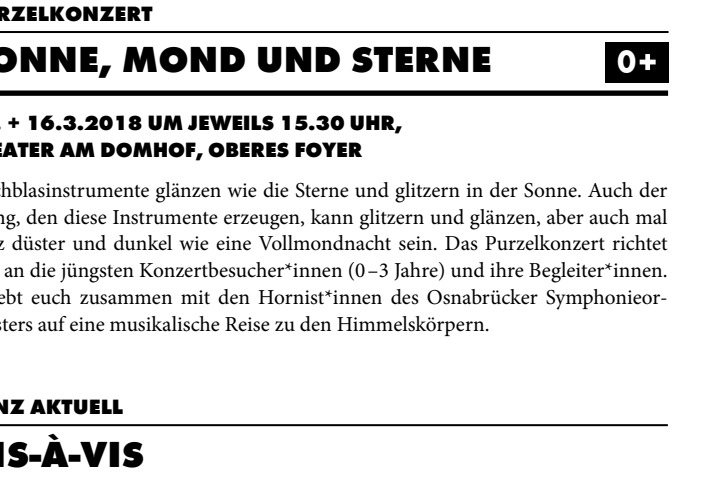 RZELKONZERT
ONNE, MOND UND STERNE
0+
+ 16.3.2018 UM JEWEILS 15.30 UHR,
EATER AM DOMHOF, OBERES FOYER
chblasinstrumente glänzen wie die Sterne und glitzern in der Sonne. Auch der
ng, den diese Instrumente erzeugen, kann glitzern und glänzen, aber auch mal
z düster und dunkel wie eine Vollmondnacht sein. Das Purzelkonzert richtet
an die jüngsten Konzertbesucher*innen (0–3 Jahre) und ihre Begleiter*innen.
ebt euch zusammen mit den Hornist*innen des Osnabrücker Symphonieor-
sters auf eine musikalische Reise zu den Himmelskörpern.
NZ AKTUELL
IS-À-VIS